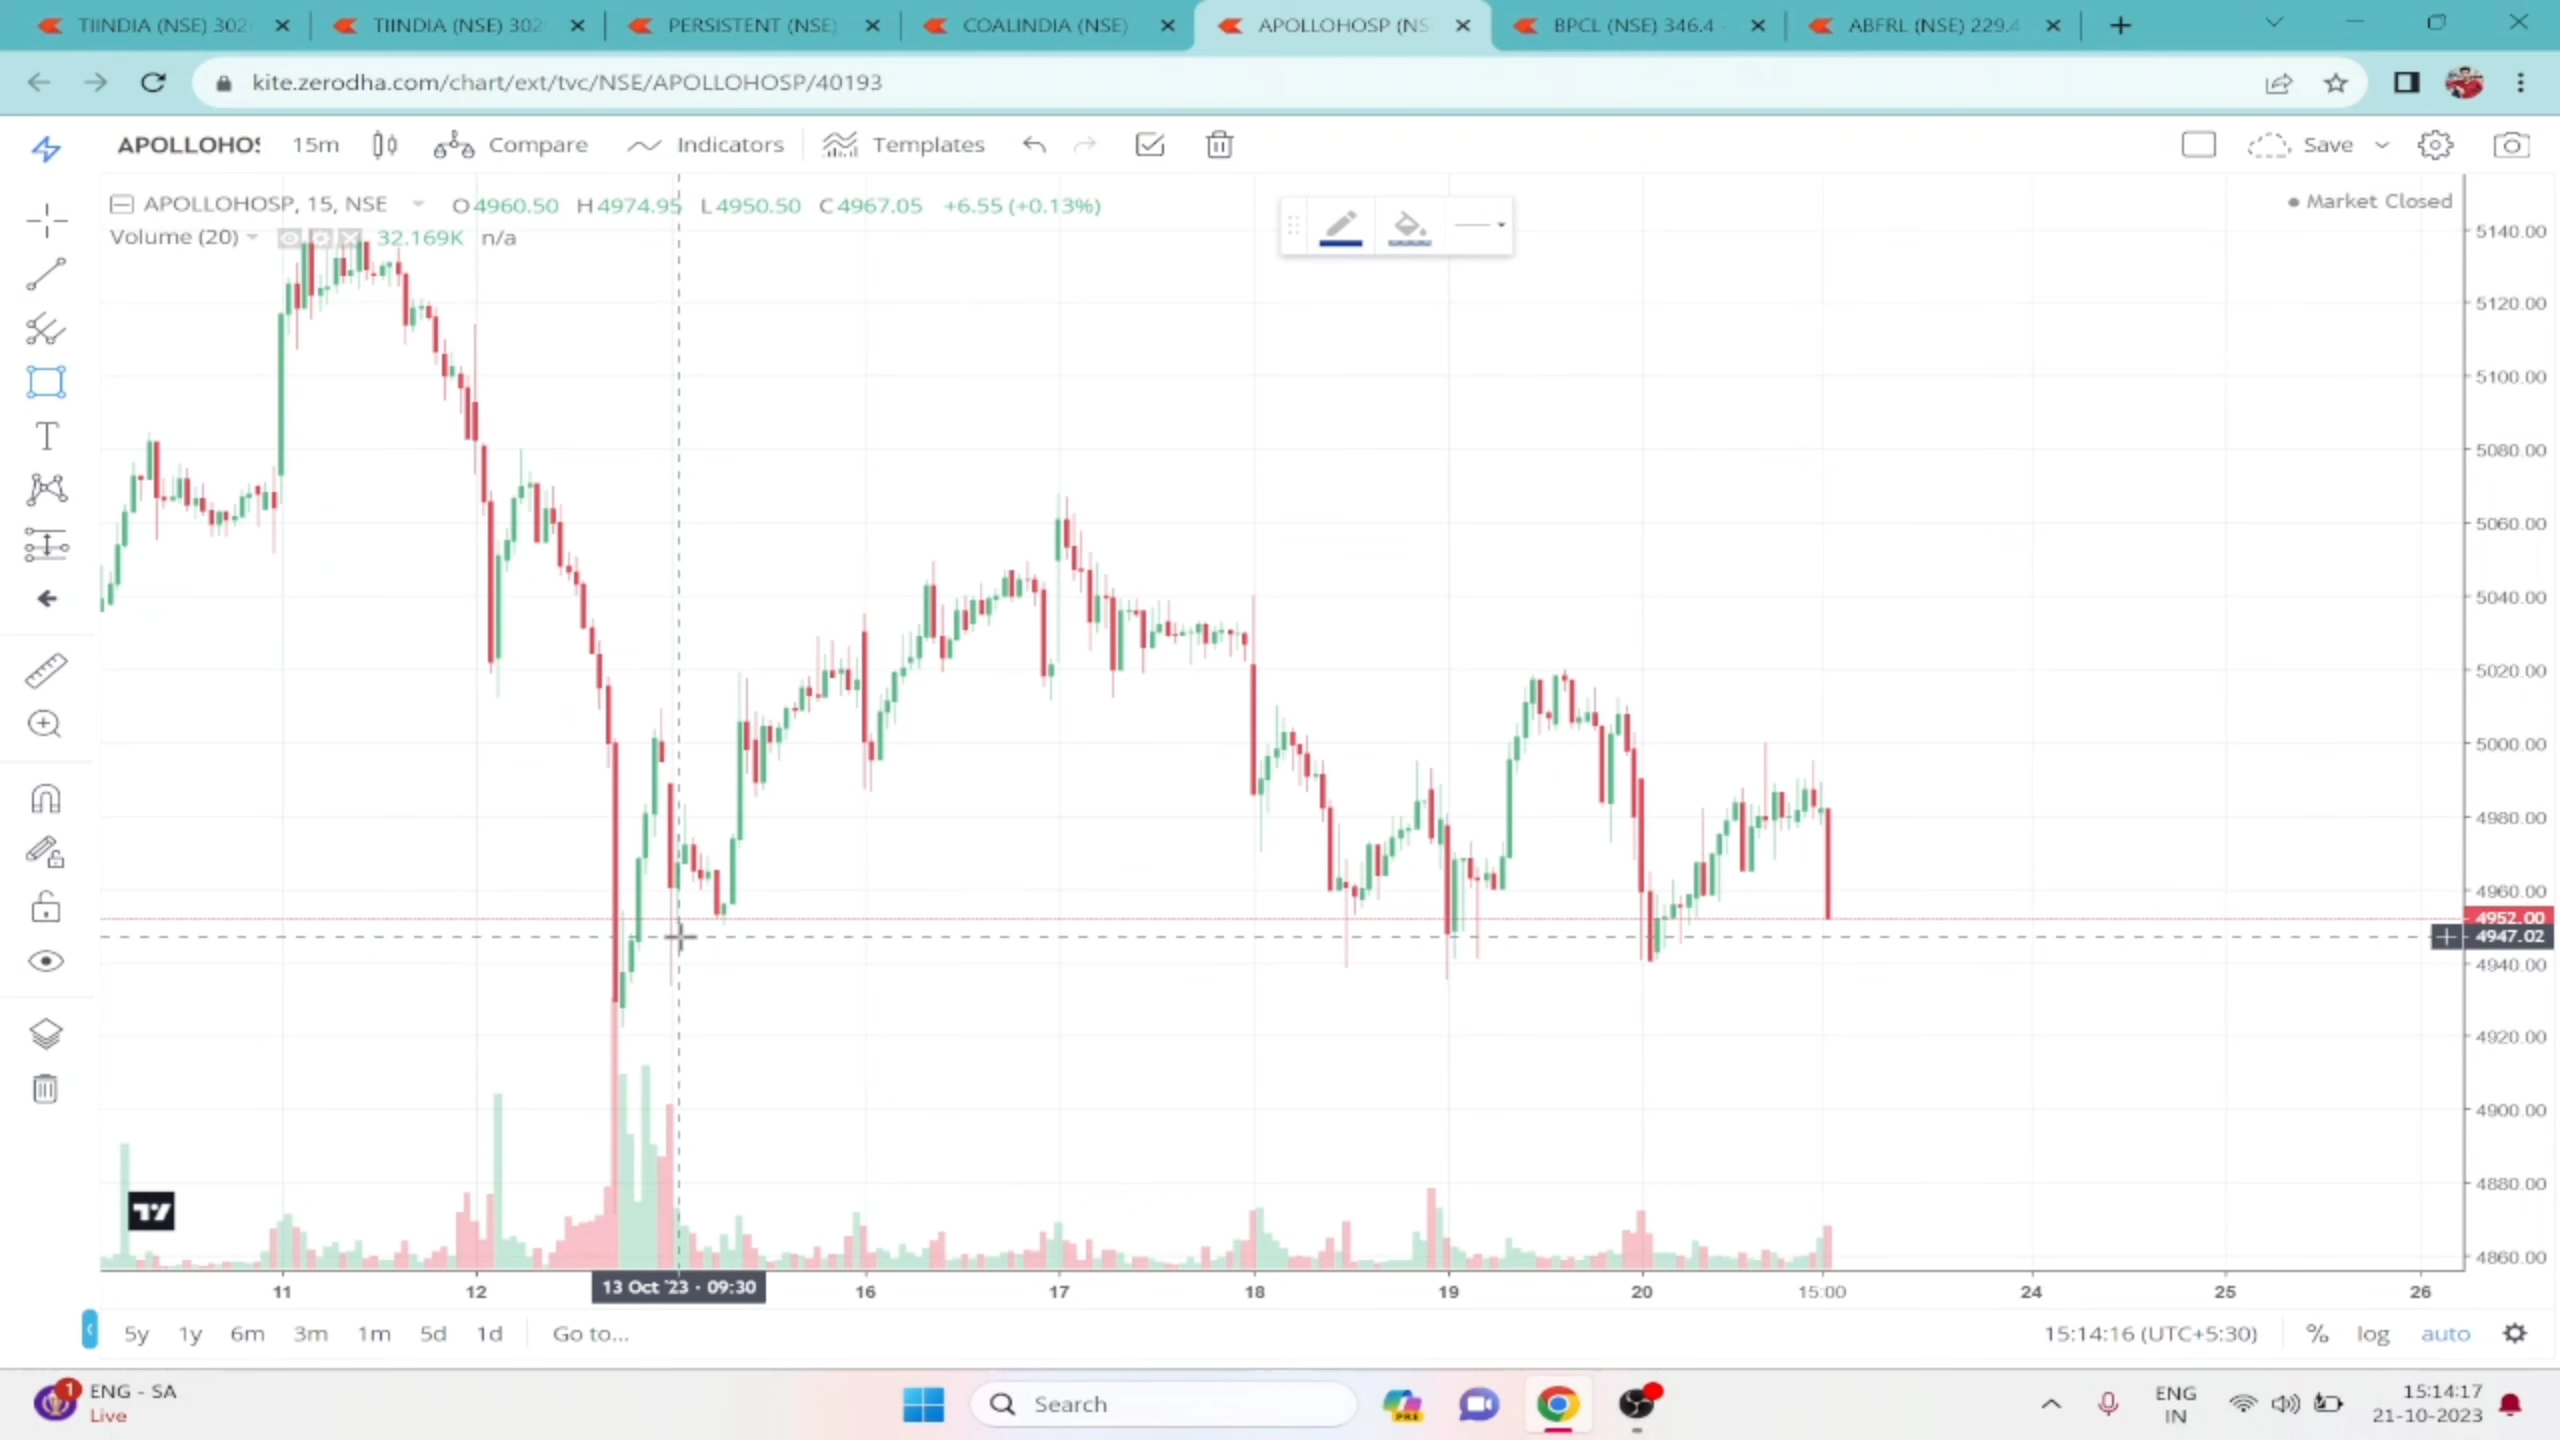 TIINDIA (NSE) 302
TIINDIA (NSE) 302
PERSISTENT (NSE)
COALINDIA (NSE)
APOLLOHOSP (NS
BPCL (NSE) 346.4
ABFRL (NSE) 229.4
kite.zerodha.com/chart/ext/tvc/NSE/APOLLOHOSP/40193
APOLLOHOS 15m Compare Indicators Templates Save
APOLLOHOSP, 15, NSE O4960.50 H4974.95 L4950.50 C4967.05 +6.55 (+0.13%)
Market Closed
Volume (20) 32.169K n/a
5140.00
5120.00
5100.00
5080.00
5060.00
5040.00
5020.00
5000.00
4980.00
4960.00
4952.00
4947.02
4940.00
4920.00
4900.00
4880.00
4860.00
11 12 13 Oct '23 · 09:30 16 17 18 19 20 15:00 24 25 26
5y 1y 6m 3m 1m 5d 1d Go to... 15:14:16 (UTC+5:30) % log auto
1 ENG - SA
Live
Search
PRE
ENG
IN
15:14:17
21-10-2023